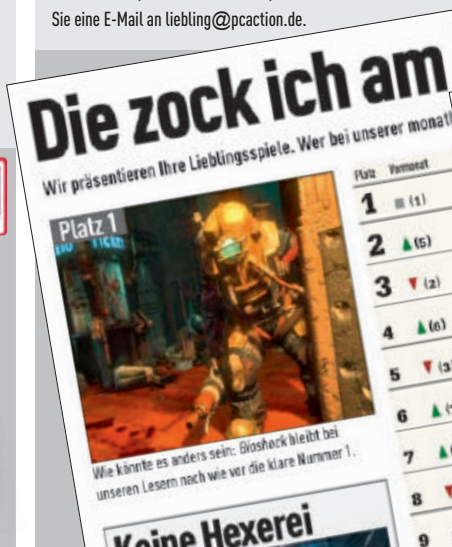 Sie eine E-Mail an liebling@pcaction.de.
Die zock ich am
Wir präsentieren Ihre Lieblingsspiele. Wer bei unserer
Platz 1
Wie könnte es anders sein: Bioshock bleibt bei
unseren Lesern nach wie vor die klare Nummer 1.
Keine Hexerei
Platz Vormonat
1 ■ (1)
2 ▲ (5)
3 ▼ (2)
4 ▲ (6)
5 ▼
6 ▲
7 ▲
8 ▼
9